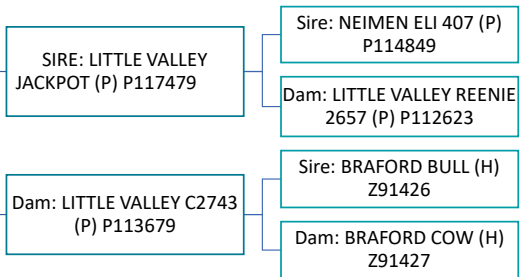 SIRE: LITTLE VALLEY
JACKPOT (P) P117479
Sire: NEIMEN ELI 407 (P)
P114849
Dam: LITTLE VALLEY REENIE
2657 (P) P112623
Dam: LITTLE VALLEY C2743
(P) P113679
Sire: BRAFORD BULL (H)
Z91426
Dam: BRAFORD COW (H)
Z91427